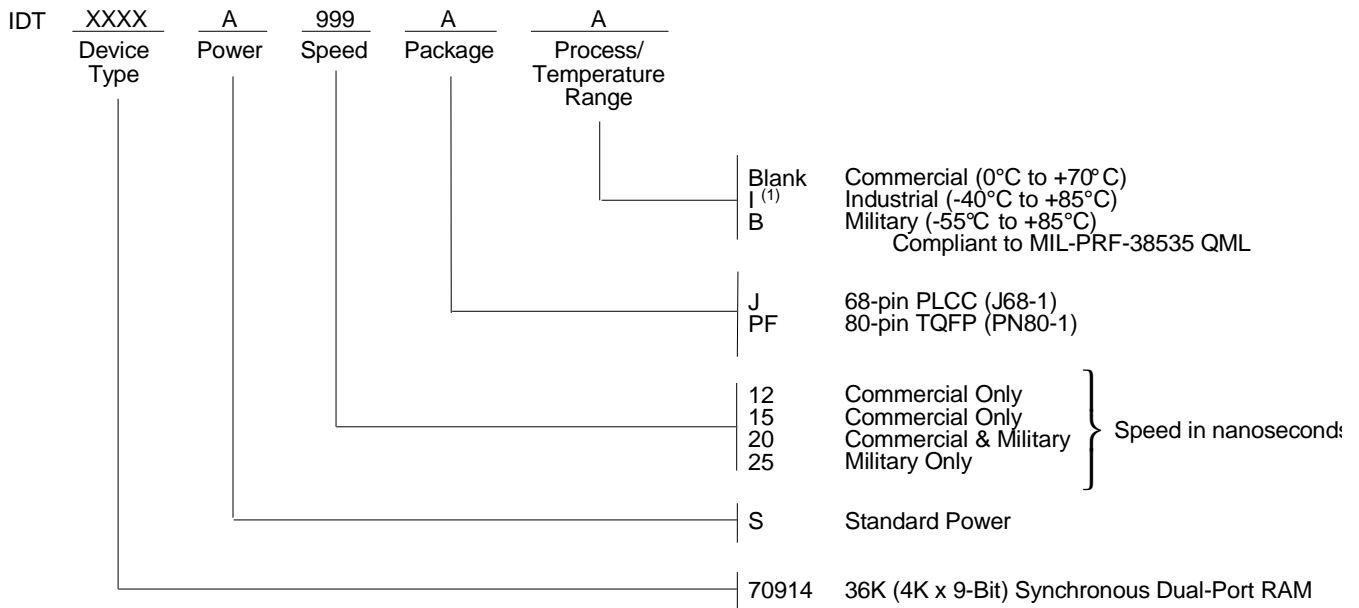 IDT XXXX A 999 A A
Device Type Power Speed Package Process/ Temperature Range
Blank Commercial (0°C to +70°C)
I (1) Industrial (-40°C to +85°C)
B Military (-55°C to +85°C)
Compliant to MIL-PRF-38535 QML
J 68-pin PLCC (J68-1)
PF 80-pin TQFP (PN80-1)
12 Commercial Only
15 Commercial Only
20 Commercial & Military
25 Military Only
Speed in nanoseconds
S Standard Power
70914 36K (4K x 9-Bit) Synchronous Dual-Port RAM